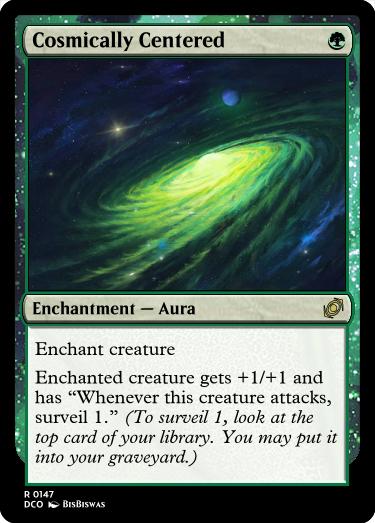 Cosmically Centered
Enchantment — Aura
Enchant creature
Enchanted creature gets +1/+1 and
has “Whenever this creature attacks,
surveil 1.” (To surveil 1, look at the
top card of your library. You may put it
into your graveyard.)
R 0147
DCO BisBiswas